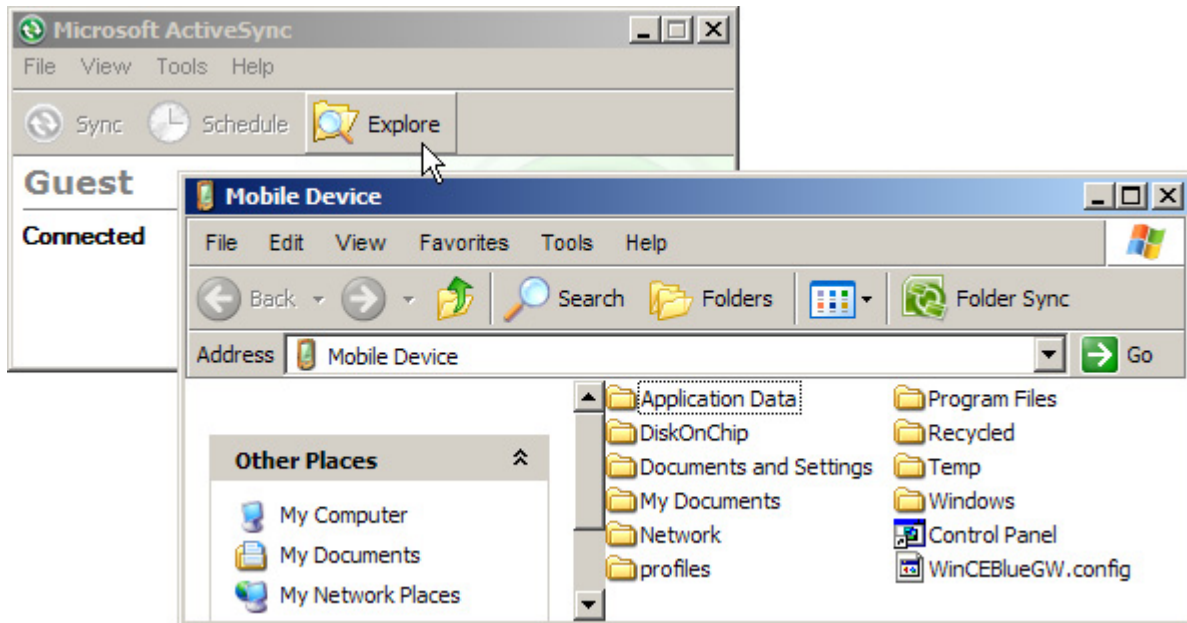 Microsoft ActiveSync
File View Tools Help
Sync Schedule Explore
Guest
Connected
Mobile Device
File Edit View Favorites Tools Help
Back Search Folders Folder Sync
Address Mobile Device Go
Other Places
My Computer
My Documents
My Network Places
Application Data
DiskOnChip
Documents and Settings
My Documents
Network
profiles
Program Files
Recycled
Temp
Windows
Control Panel
WinCEBlueGW.config